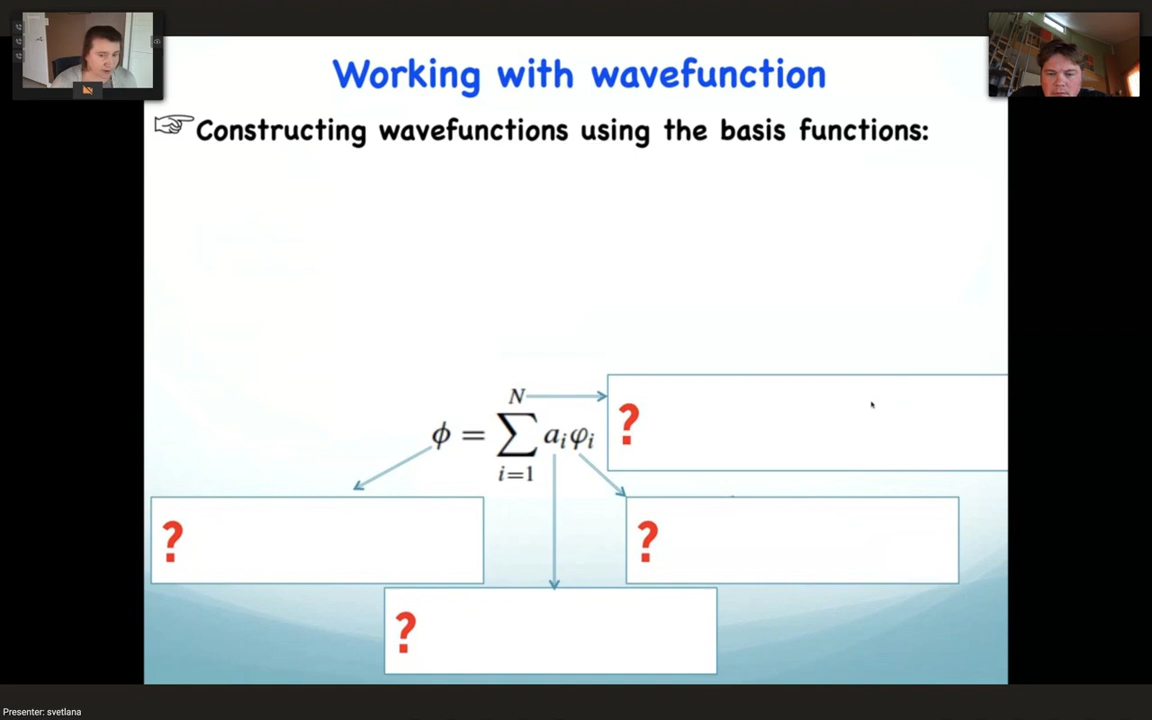 Working with wavefunction
☞Constructing wavefunctions using the basis functions:
N
ϕ = ∑ aᵢφᵢ
i=1
?
?
?
?
Presenter: svetlana